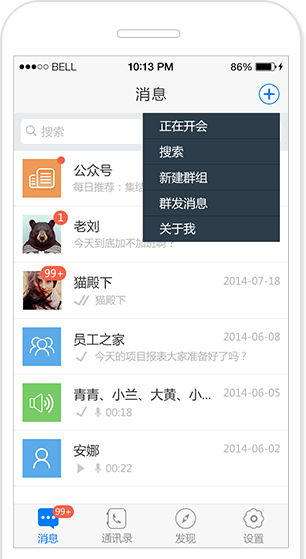 BELL 10:13 PM 86%
消息
搜索
正在开会
搜索
新建群组
群发消息
关于我
公众号
每日推荐：集结
老刘
1
今天到底加不加班啊？
猫殿下 2014-07-18
99+
猫殿下
员工之家 2014-06-08
今天的项目报表大家准备好了吗？
青青、小兰、大黄、小... 2014-06-05
00:18
安娜 2014-06-02
00:22
99+
消息 通讯录 发现 设置